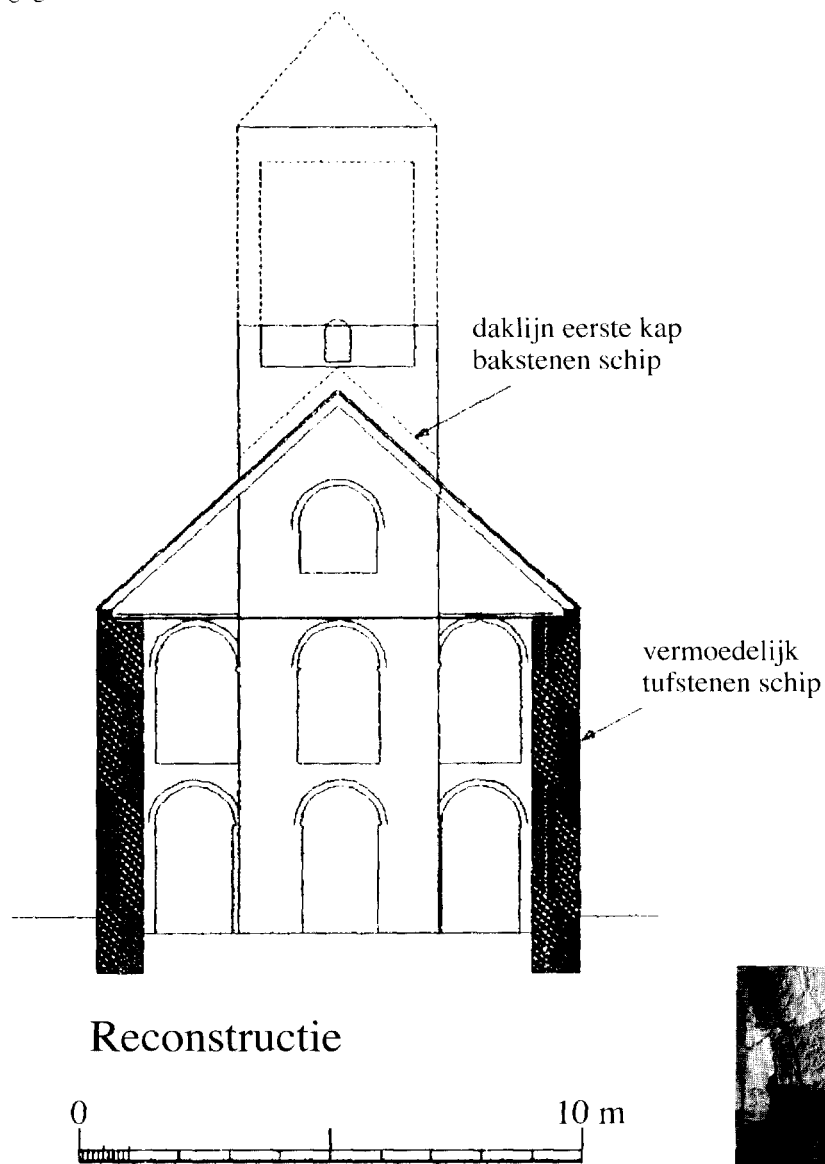 daklijn eerste kap
bakstenen schip
vermoedelijk
tufstenen schip
Reconstructie
0 10 m